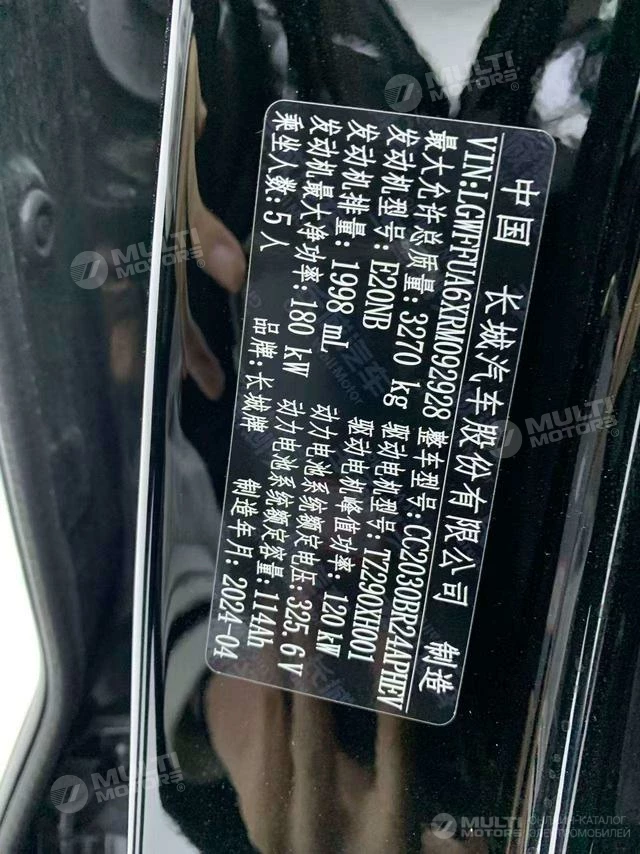 中国 长城汽车股份有限公司 制造
VIN:LGWFFUA6XRM092928 整车型号:CC2030BR24APHEV
最大允许总质量:3270 kg 驱动电机型号:TZ290XH001
发动机型号:E20NB 驱动电机峰值功率:120kW
发动机排量:1998 mL 动力电池系统额定电压:325.6V
发动机最大净功率:180 kW 动力电池系统额定容量:114Ah
乘坐人数:5人 品牌:长城牌 制造年月:2024-04
MULTI
MOTORS
MULTI
MOTORS
MULTI
MOTORS
MULTI
MOTORS
MULTI
MOTORS
ОНЛАЙН-КАТАЛОГ
ЭЛЕКТРОМОБИЛЕЙ